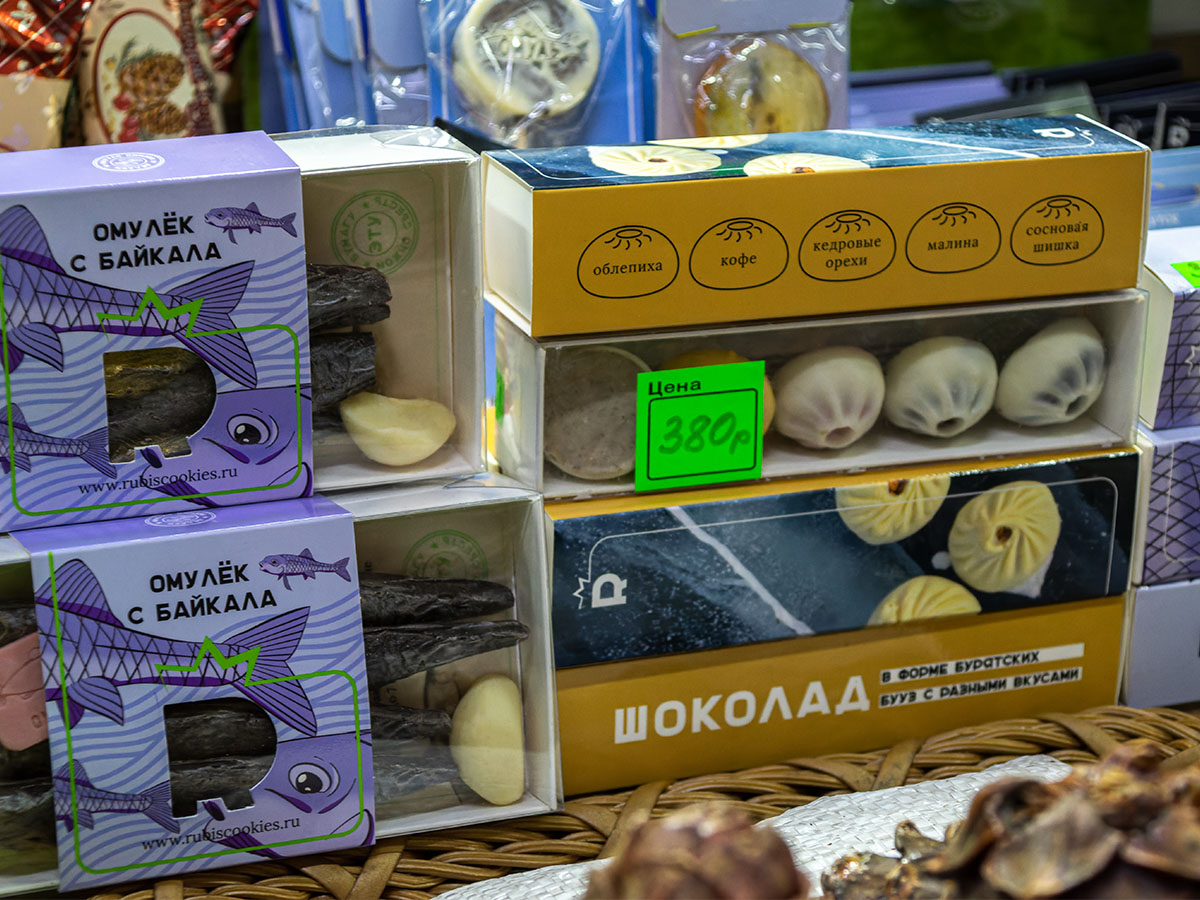 ОМУЛЁК
С БАЙКАЛА
www.rubiscookies.ru
ЭТУ
ОМУЛЁК
С БАЙКАЛА
www.rubiscookies.ru
облепиха
кофе
кедровые
орехи
малина
сосновая
шишка
Цена
380р
ШОКОЛАД
В ФОРМЕ БУРЯТСКИХ
БУУЗ С РАЗНЫМИ ВКУСАМИ